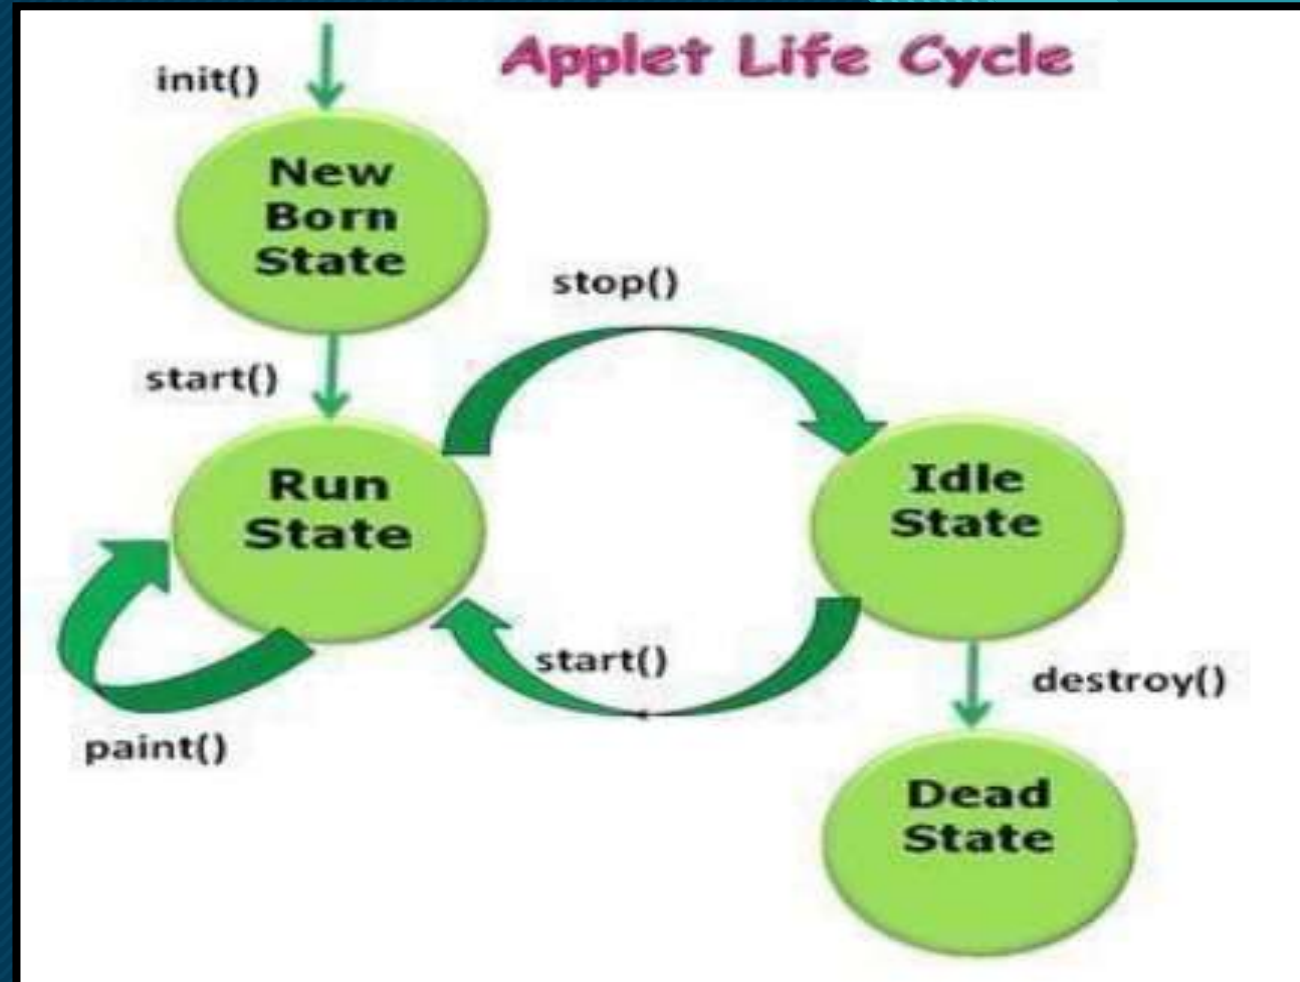 Applet Life Cycle
init()
New
Born
State
stop()
start()
Run
State
Idle
State
start()
destroy()
paint()
Dead
State